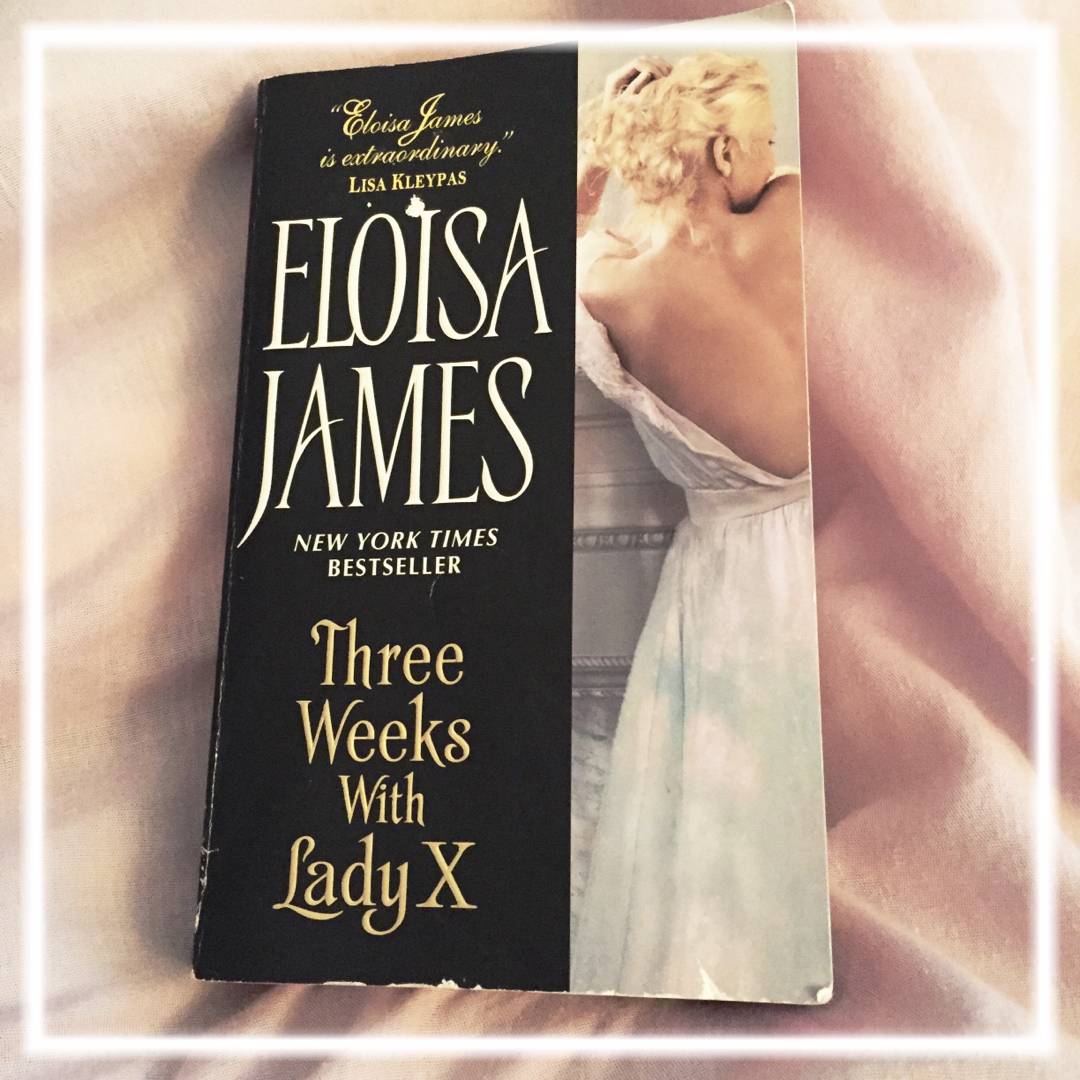 “Eloisa James
is extraordinary.”
LISA KLEYPAS
ELOISA
JAMES
NEW YORK TIMES
BESTSELLER
Three
Weeks
With
Lady X